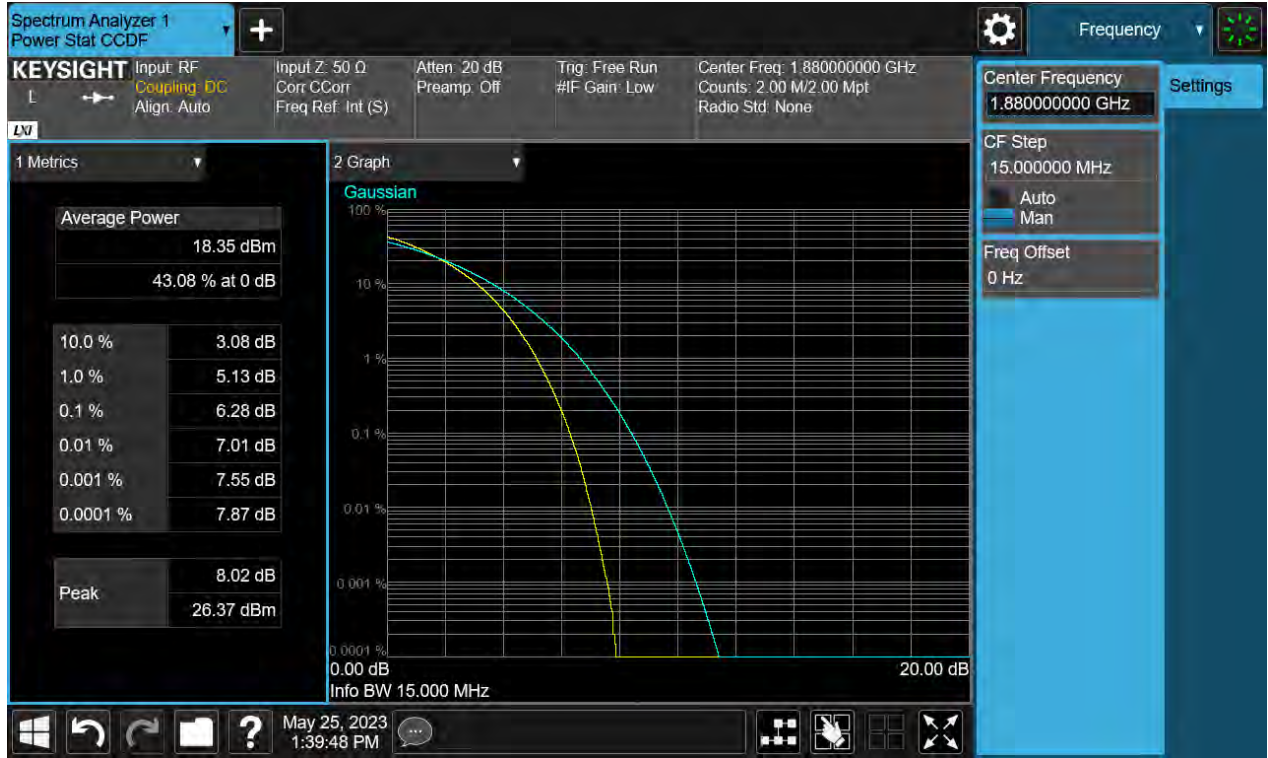 Spectrum Analyzer 1
Power Stat CCDF
+
Frequency
KEYSIGHT
L
LXI
Input: RF
Coupling: DC
Align: Auto
Input Z: 50 Ω
Corr CCorr
Freq Ref: Int (S)
Atten: 20 dB
Preamp: Off
Trig: Free Run
#IF Gain: Low
Center Freq: 1.880000000 GHz
Counts: 2.00 M/2.00 Mpt
Radio Std: None
Center Frequency
1.880000000 GHz
Settings
CF Step
15.000000 MHz
Auto
Man
Freq Offset
0 Hz
1 Metrics
Average Power
18.35 dBm
43.08 % at 0 dB
10.0 % 3.08 dB
1.0 % 5.13 dB
0.1 % 6.28 dB
0.01 % 7.01 dB
0.001 % 7.55 dB
0.0001 % 7.87 dB
Peak
8.02 dB
26.37 dBm
2 Graph
Gaussian
100 %
10 %
1 %
0.1 %
0.01 %
0.001 %
0.0001 %
0.00 dB 20.00 dB
Info BW 15.000 MHz
?
May 25, 2023
1:39:48 PM